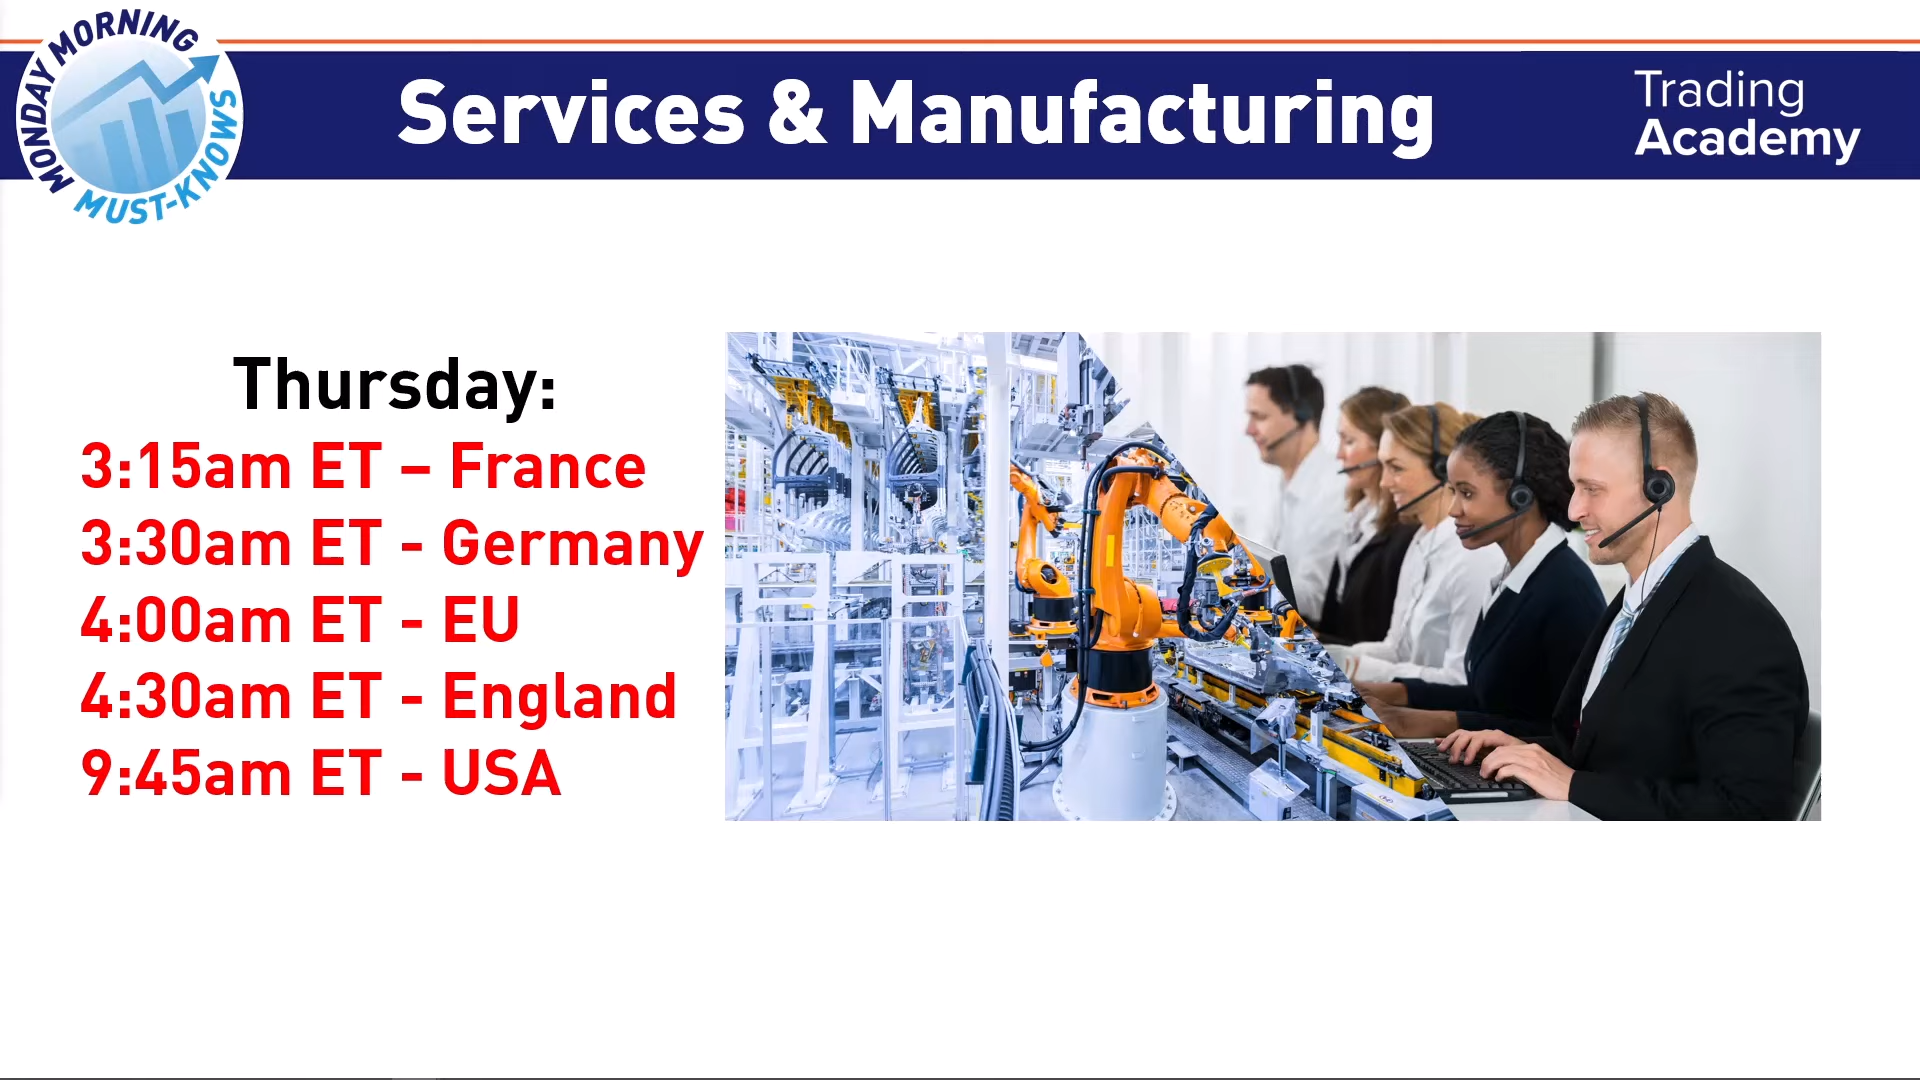 MONDAY MORNING
MUST-KNOWS
Services & Manufacturing
Trading
Academy
Thursday:
3:15am ET – France
3:30am ET - Germany
4:00am ET - EU
4:30am ET - England
9:45am ET - USA